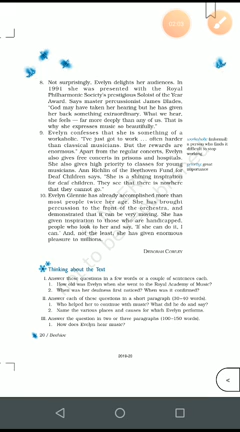 8. Not surprisingly, Evelyn delights her audiences. In
1991 she was presented with the Royal
Philharmonic Society's prestigious Soloist of the Year
Award. Says master percussionist James Blades,
"God may have taken her hearing but he has given
her back something extraordinary. What we hear,
she feels — far more deeply than any of us. That is
why she expresses music so beautifully."
9. Evelyn confesses that she is something of a
workaholic. "I've just got to work . . . often harder
than classical musicians. But the rewards are
enormous." Apart from the regular concerts, Evelyn
also gives free concerts in prisons and hospitals.
She also gives high priority to classes for young
musicians. Ann Richlin of the Beethoven Fund for
Deaf Children says, "She is a shining inspiration
for deaf children. They see that there is nowhere
that they cannot go."
workaholic (informal):
a person who finds it
difficult to stop
working
priority: great
importance
10. Evelyn Glennie has already accomplished more than
most people twice her age. She has brought
percussion to the front of the orchestra, and
demonstrated that it can be very moving. She has
given inspiration to those who are handicapped,
people who look to her and say, 'If she can do it, I
can.' And, not the least, she has given enormous
pleasure to millions.
DEBORAH COWLEY
Thinking about the Text
I. Answer these questions in a few words or a couple of sentences each.
1. How old was Evelyn when she went to the Royal Academy of Music?
2. When was her deafness first noticed? When was it confirmed?
II. Answer each of these questions in a short paragraph (30–40 words).
1. Who helped her to continue with music? What did he do and say?
2. Name the various places and causes for which Evelyn performs.
III. Answer the question in two or three paragraphs (100–150 words).
1. How does Evelyn hear music?
20 / Beehive
2019-20